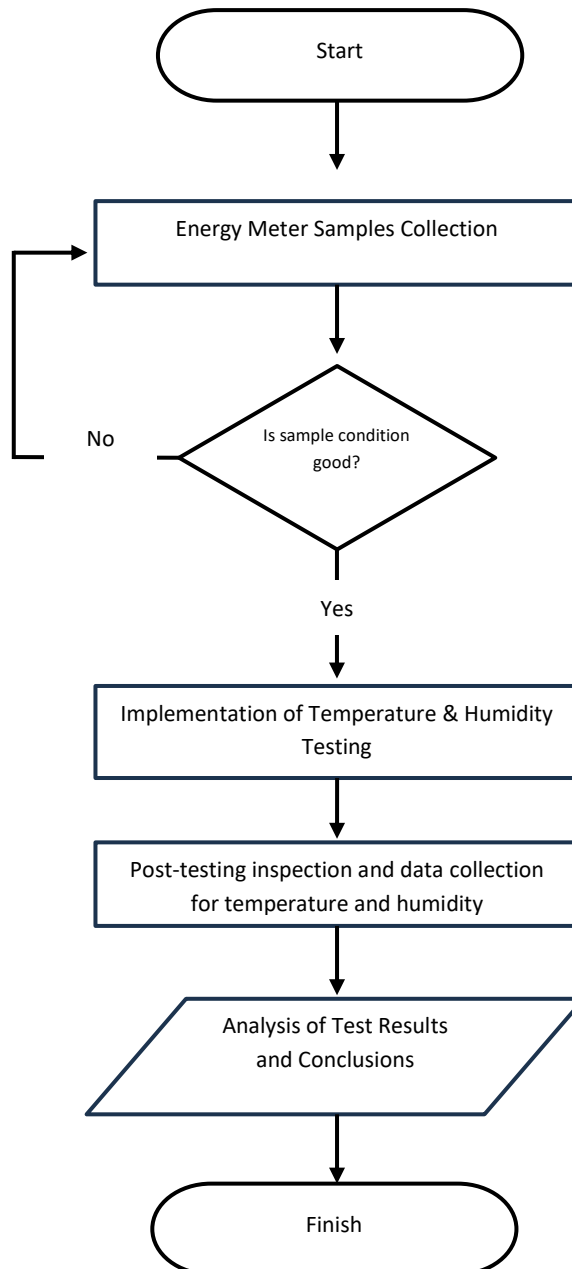 Start
Energy Meter Samples Collection
Is sample condition
good?
No
Yes
Implementation of Temperature & Humidity
Testing
Post-testing inspection and data collection
for temperature and humidity
Analysis of Test Results
and Conclusions
Finish